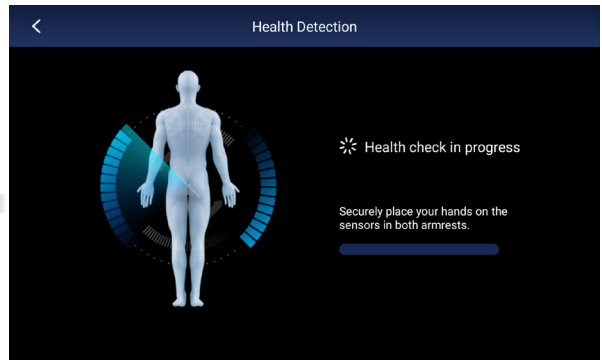 Health Detection
Health check in progress
Securely place your hands on the
sensors in both armrests.